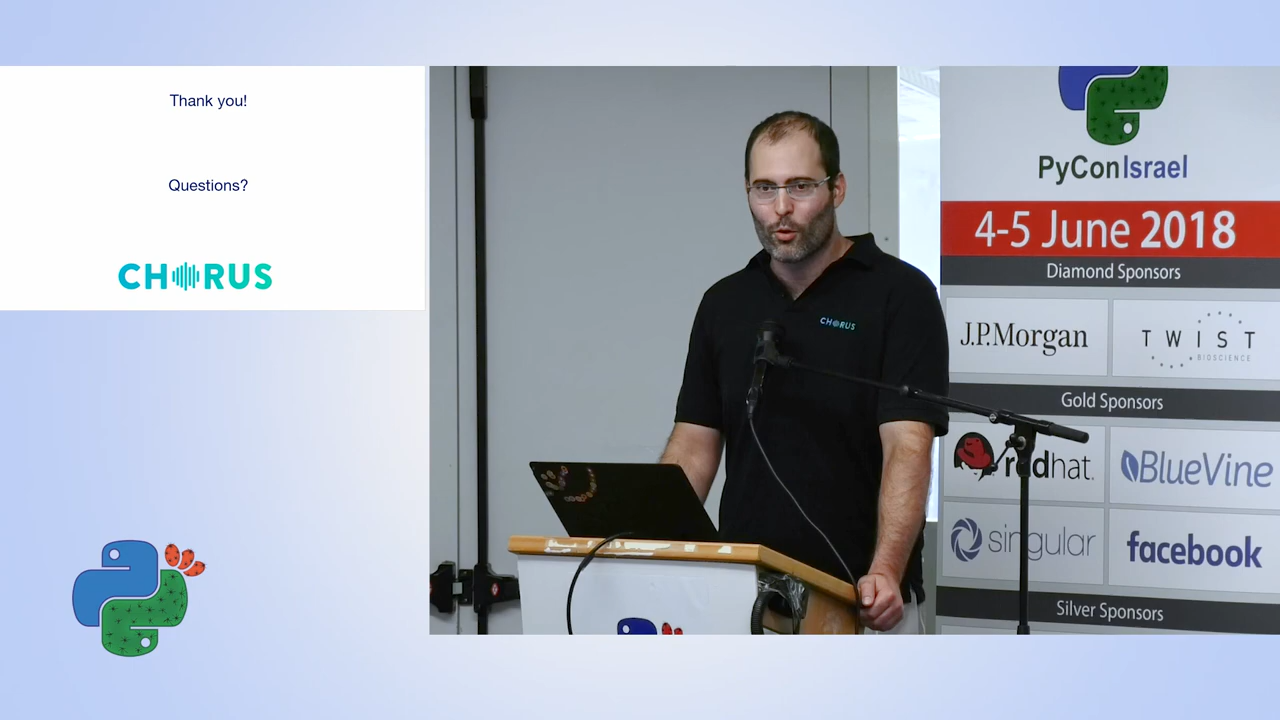 Thank you!
Questions?
CHORUS
CHORUS
PyConIsrael
4-5 June 2018
Diamond Sponsors
J.P.Morgan
TWIST
BIOSCIENCE
Gold Sponsors
redhat.
BlueVine
singular
facebook
Silver Sponsors